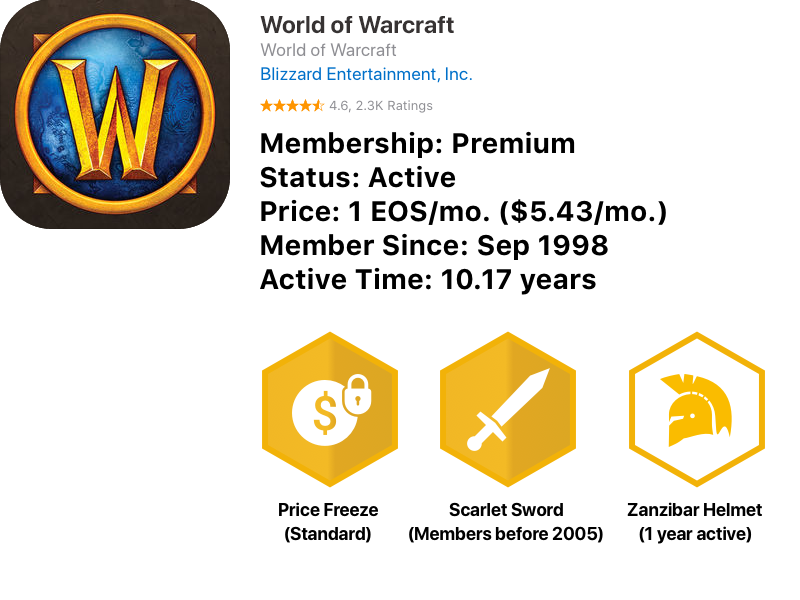 W
World of Warcraft
World of Warcraft
Blizzard Entertainment, Inc.
4.6, 2.3K Ratings
Membership: Premium
Status: Active
Price: 1 EOS/mo. ($5.43/mo.)
Member Since: Sep 1998
Active Time: 10.17 years
$
Price Freeze
(Standard)
Scarlet Sword
(Members before 2005)
Zanzibar Helmet
(1 year active)